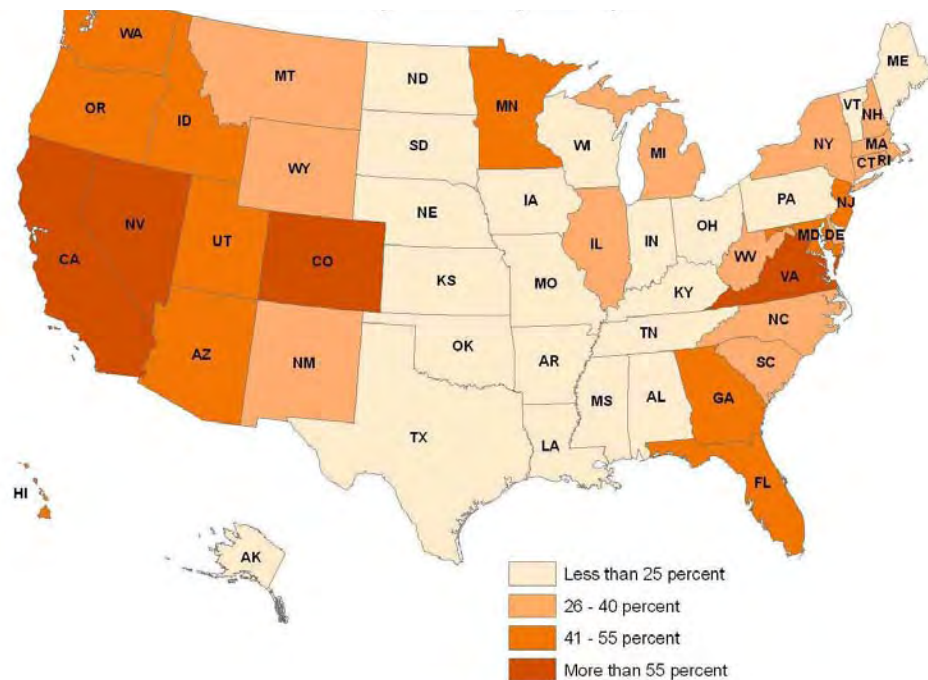 WA
MT
ND
MN
ME
VT
NH
OR
ID
SD
WI
MI
NY
MA
CT
RI
WY
IA
PA
NJ
NE
OH
NV
UT
IL
IN
MD
DE
CA
CO
WV
VA
KS
MO
KY
NC
TN
OK
AR
SC
AZ
NM
MS
AL
GA
TX
LA
FL
HI
AK
Less than 25 percent
26 - 40 percent
41 - 55 percent
More than 55 percent